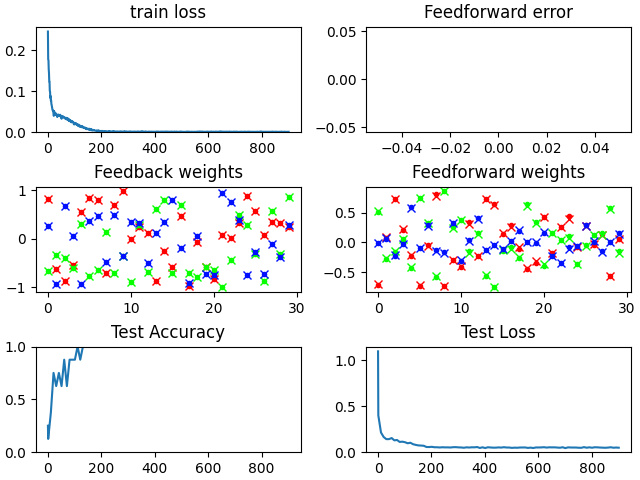 train loss
0.2
0.1
0.0
0 200 400 600 800
Feedforward error
0.05
0.00
−0.05
−0.04 −0.02 0.00 0.02 0.04
Feedback weights
1
0
−1
0 10 20 30
Feedforward weights
0.5
0.0
−0.5
0 10 20 30
Test Accuracy
1.0
0.5
0.0
0 200 400 600 800
Test Loss
1.0
0.5
0.0
0 200 400 600 800